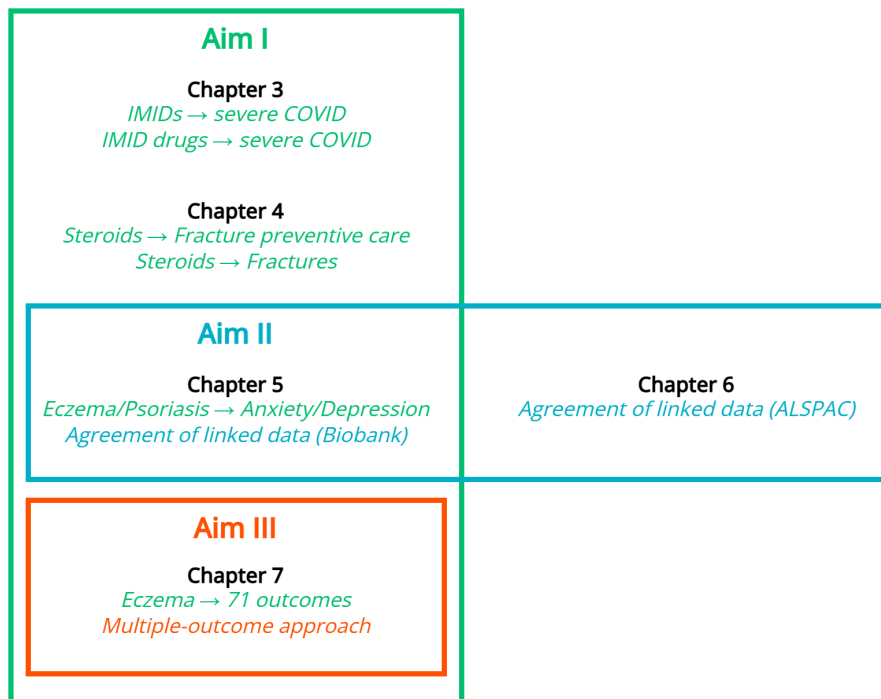 Aim I
Chapter 3
IMIDs → severe COVID
IMID drugs → severe COVID
Chapter 4
Steroids → Fracture preventive care
Steroids → Fractures
Aim II
Chapter 5
Eczema/Psoriasis → Anxiety/Depression
Agreement of linked data (Biobank)
Chapter 6
Agreement of linked data (ALSPAC)
Aim III
Chapter 7
Eczema → 71 outcomes
Multiple-outcome approach